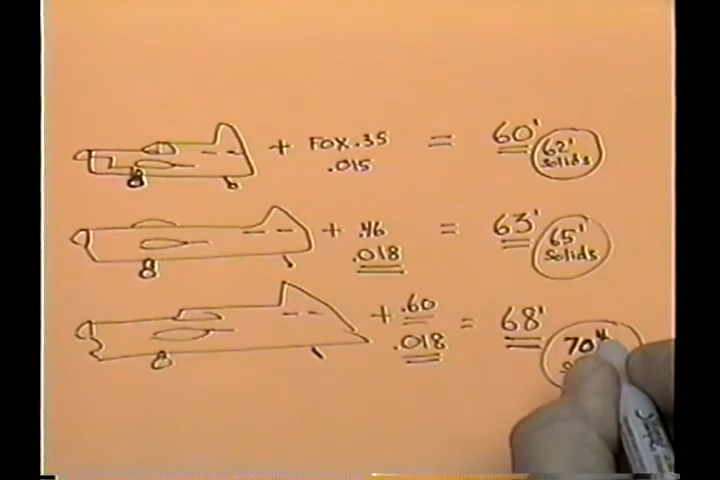 + FOX .35 = 60' 62'
.015 Solids
+ .46 = 63' 65'
.018 Solids
+ .60 = 68' 70'
.018